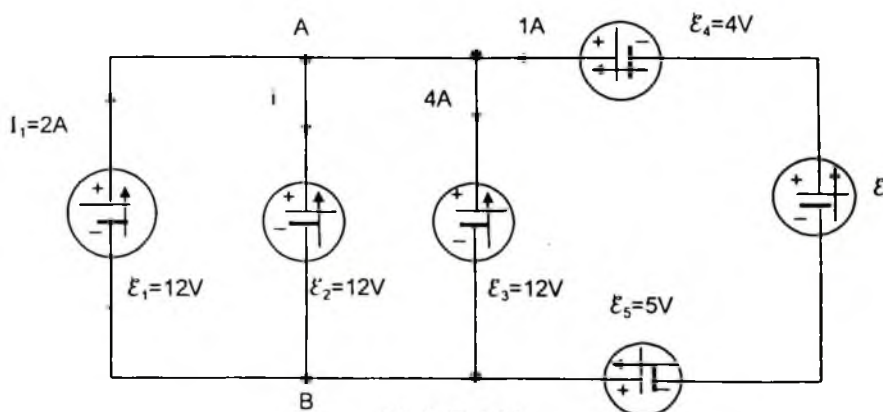 A
1A
ℰ₄=4V
i
4A
I₁=2A
+
−
+
−
+
−
+
−
+
−
ℰ
ℰ₁=12V
ℰ₂=12V
ℰ₃=12V
ℰ₅=5V
+
−
B